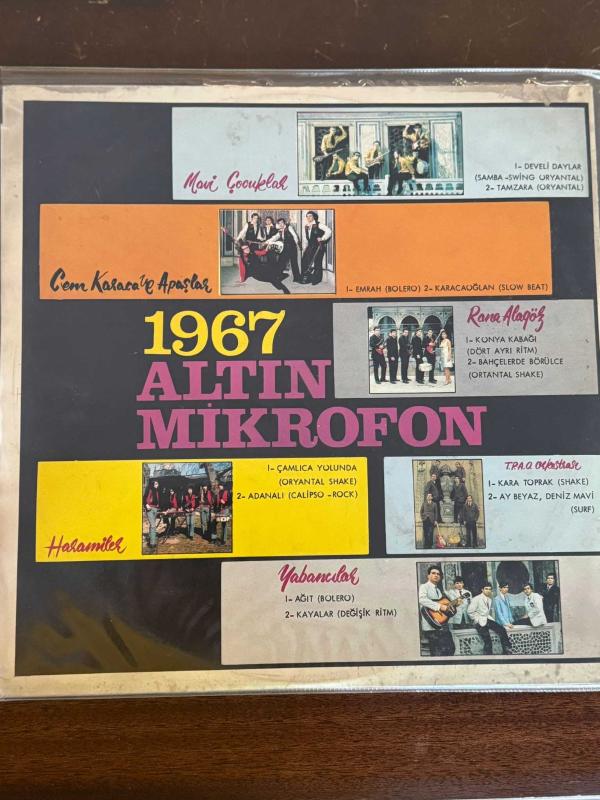 Mavi Çocuklar
1- DEVELİ DAYLAR
(SAMBA -SWING ORYANTAL)
2- TAMZARA (ORYANTAL)
Cem Karaca've Apaşlar
1- EMRAH (BOLERO) 2- KARACAOĞLAN (SLOW BEAT)
1967
ALTIN
MİKROFON
Rana Alagöz
1- KONYA KABAĞI
(DÖRT AYRI RİTM)
2- BAHÇELERDE BÖRÜLCE
(ORTANTAL SHAKE)
Haramiler
1- ÇAMLICA YOLUNDA
(ORYANTAL SHAKE)
2- ADANALI (CALİPSO -ROCK)
T.P.A.O. Orkestrası
1- KARA TOPRAK (SHAKE)
2- AY BEYAZ, DENİZ MAVİ
(SURF)
Yabancılar
1- AĞIT (BOLERO)
2- KAYALAR (DEĞİŞİK RİTM)